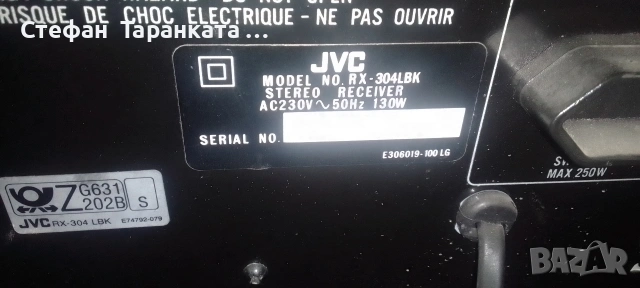 RISQUE DE CHOC ELECTRIQUE - NE PAS OUVRIR
Стефан Таранката
JVC
MODEL NO. RX-304LBK
STEREO RECEIVER
AC230V ∿ 50Hz 130W
SERIAL NO.
E306019-100 LG
MAX 250W
Z G631 202B S
JVC RX-304 LBK E74792-079
BAZAR